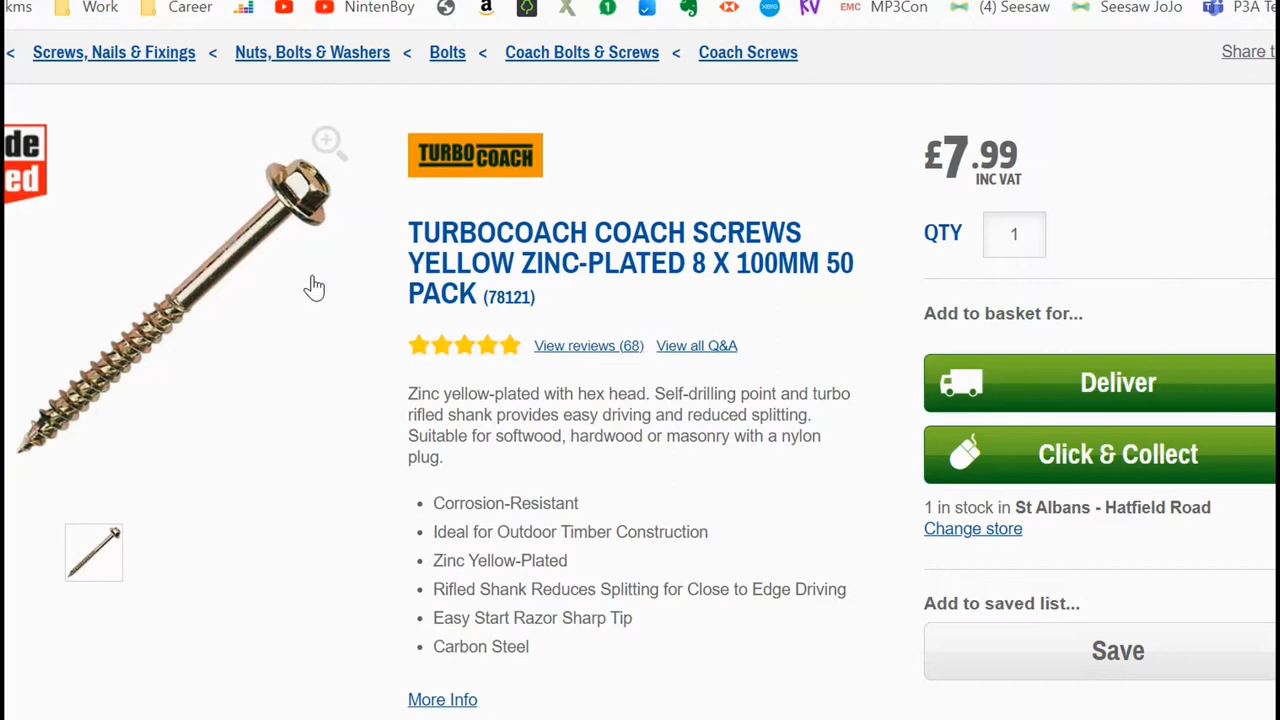 kms Work Career NintenBoy EMC MP3Con (4) Seesaw Seesaw JoJo P3A Te
< Screws, Nails & Fixings < Nuts, Bolts & Washers < Bolts < Coach Bolts & Screws < Coach Screws
Share t
de
ed
TURBO COACH
TURBOCOACH COACH SCREWS
YELLOW ZINC-PLATED 8 X 100MM 50
PACK (78121)
View reviews (68) View all Q&A
Zinc yellow-plated with hex head. Self-drilling point and turbo
rifled shank provides easy driving and reduced splitting.
Suitable for softwood, hardwood or masonry with a nylon
plug.
• Corrosion-Resistant
• Ideal for Outdoor Timber Construction
• Zinc Yellow-Plated
• Rifled Shank Reduces Splitting for Close to Edge Driving
• Easy Start Razor Sharp Tip
• Carbon Steel
More Info
£7.99
INC VAT
QTY 1
Add to basket for...
Deliver
Click & Collect
1 in stock in St Albans - Hatfield Road
Change store
Add to saved list...
Save